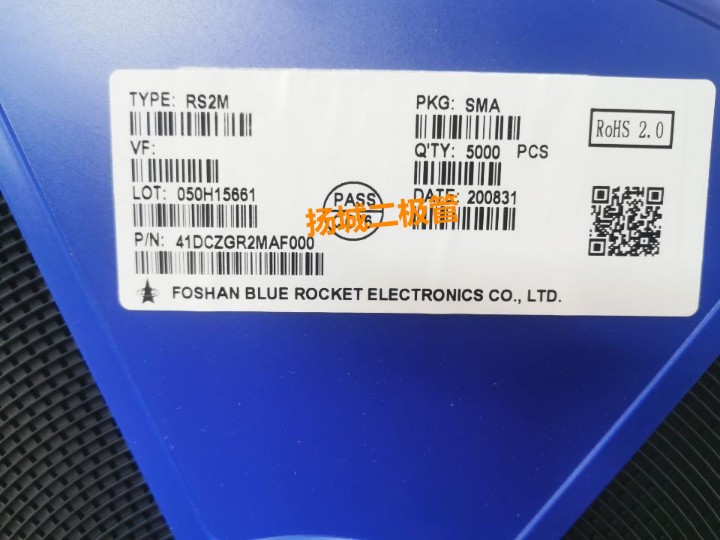 TYPE: RS2M
PKG: SMA
RoHS 2.0
VF:
Q'TY: 5000 PCS
LOT: 050H15661
DATE: 200831
PASS
扬城二极管
P/N: 41DCZGR2MAF000
FOSHAN BLUE ROCKET ELECTRONICS CO., LTD.